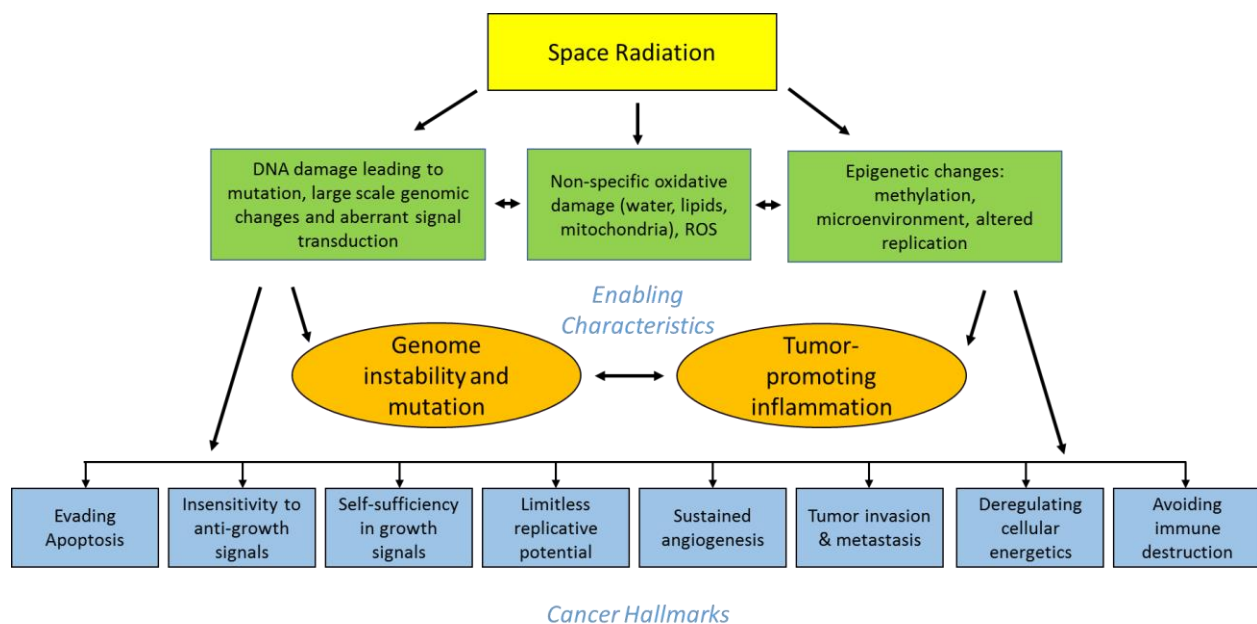 Space Radiation
DNA damage leading to
mutation, large scale genomic
changes and aberrant signal
transduction
Non-specific oxidative
damage (water, lipids,
mitochondria), ROS
Epigenetic changes:
methylation,
microenvironment, altered
replication
Enabling
Characteristics
Genome
instability and
mutation
Tumor-
promoting
inflammation
Evading
Apoptosis
Insensitivity to
anti-growth
signals
Self-sufficiency
in growth
signals
Limitless
replicative
potential
Sustained
angiogenesis
Tumor invasion
& metastasis
Deregulating
cellular
energetics
Avoiding
immune
destruction
Cancer Hallmarks